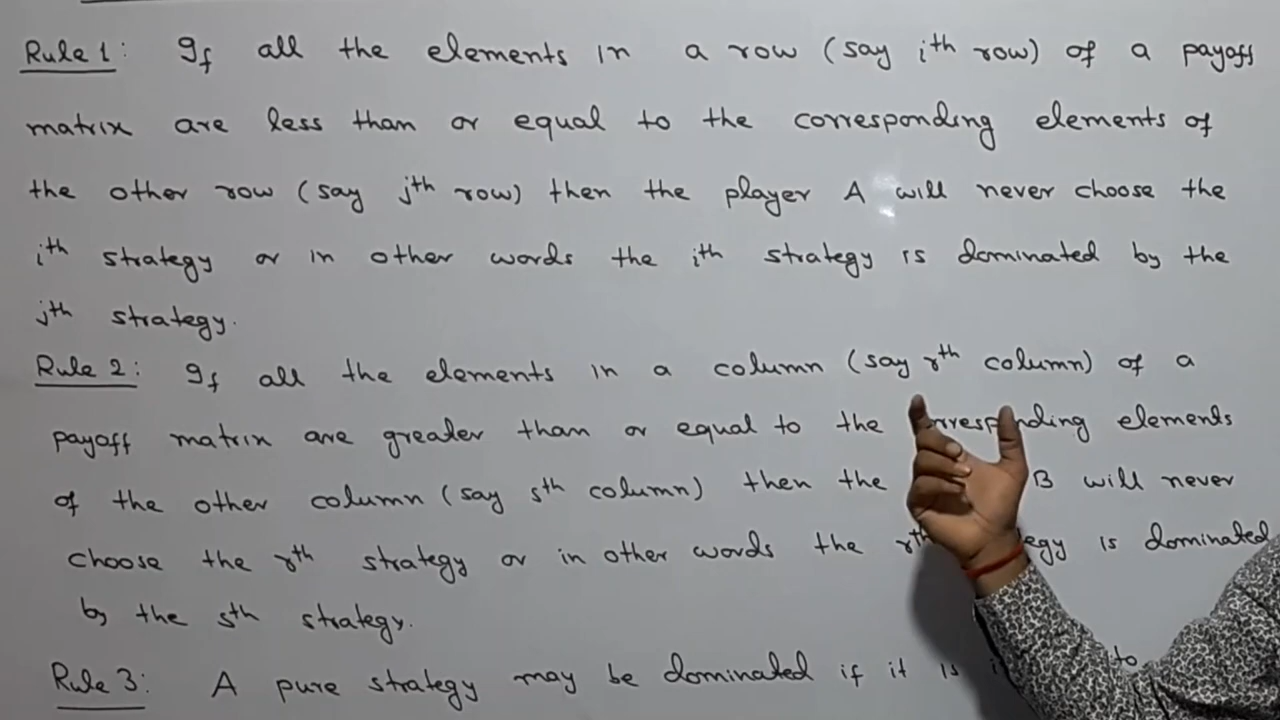 Rule 1: If all the elements in a row (say ith row) of a payoff
matrix are less than or equal to the corresponding elements of
the other row (say jth row) then the player A will never choose the
ith strategy or in other words the ith strategy is dominated by the
jth strategy.
Rule 2: If all the elements in a column (say rth column) of a
payoff matrix are greater than or equal to the elements
of the other column (say sth column) then the B will never
choose the rth strategy or in other words the is dominated
by the sth strategy.
Rule 3: A pure strategy may be dominated if it is to